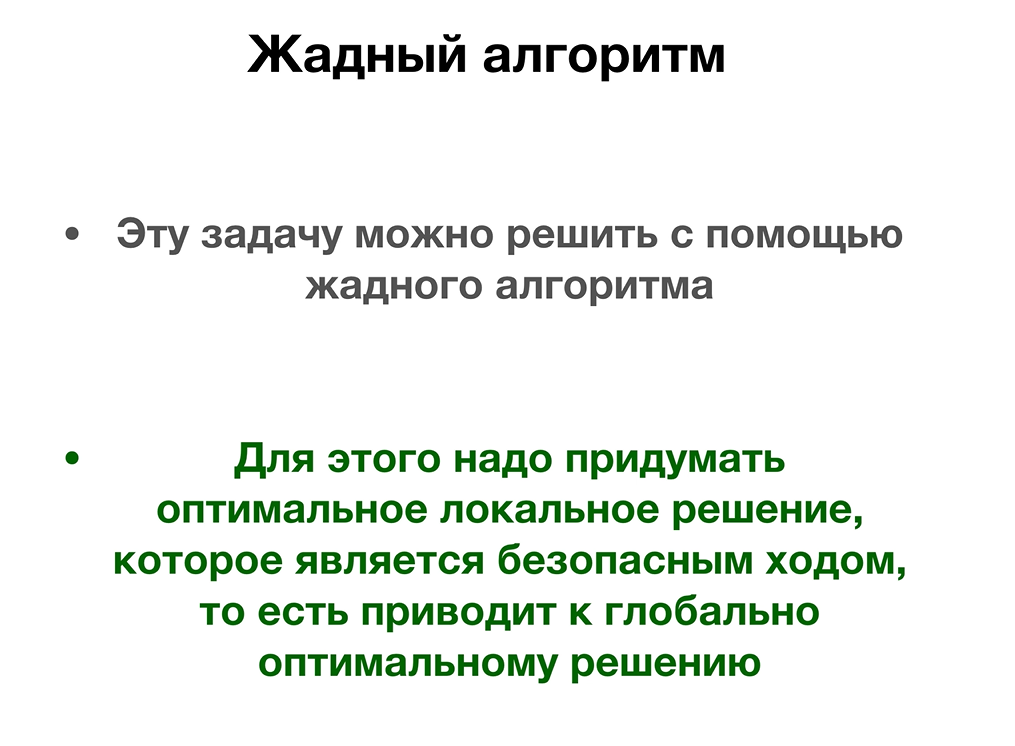 Жадный алгоритм
• Эту задачу можно решить с помощью
жадного алгоритма
• Для этого надо придумать
оптимальное локальное решение,
которое является безопасным ходом,
то есть приводит к глобально
оптимальному решению